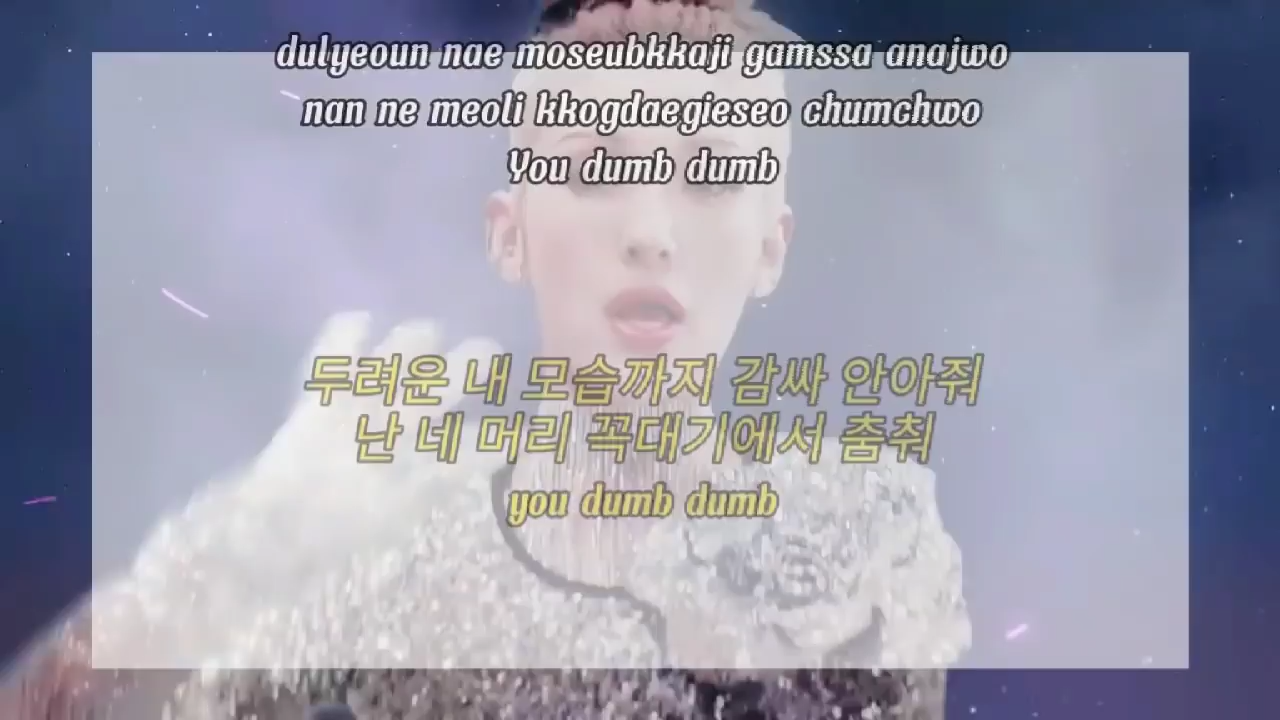 dulyeoun nae moseubkkaji gamssa anajwo
nan ne meoli kkogdaegieseo chumchwo
You dumb dumb
두려운 내 모습까지 감싸 안아줘
난 네 머리 꼭대기에서 춤춰
you dumb dumb